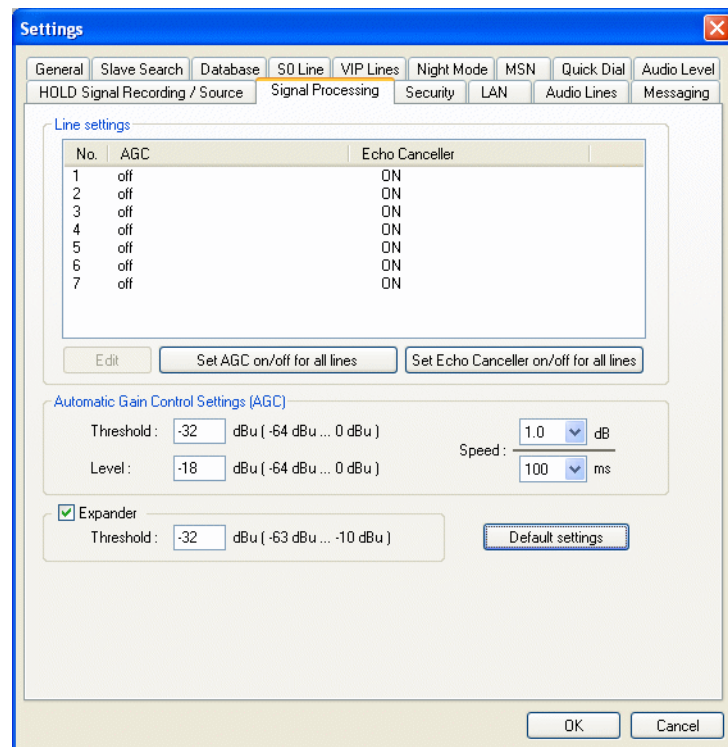 Settings
General Slave Search Database S0 Line VIP Lines Night Mode MSN Quick Dial Audio Level
HOLD Signal Recording / Source Signal Processing Security LAN Audio Lines Messaging
Line settings
No. AGC Echo Canceller
1 off ON
2 off ON
3 off ON
4 off ON
5 off ON
6 off ON
7 off ON
Edit Set AGC on/off for all lines Set Echo Canceller on/off for all lines
Automatic Gain Control Settings (AGC)
Threshold : -32 dBu ( -64 dBu ... 0 dBu )
Level : -18 dBu ( -64 dBu ... 0 dBu )
Speed : 1.0 dB
100 ms
Expander
Threshold : -32 dBu ( -63 dBu ... -10 dBu )
Default settings
OK Cancel